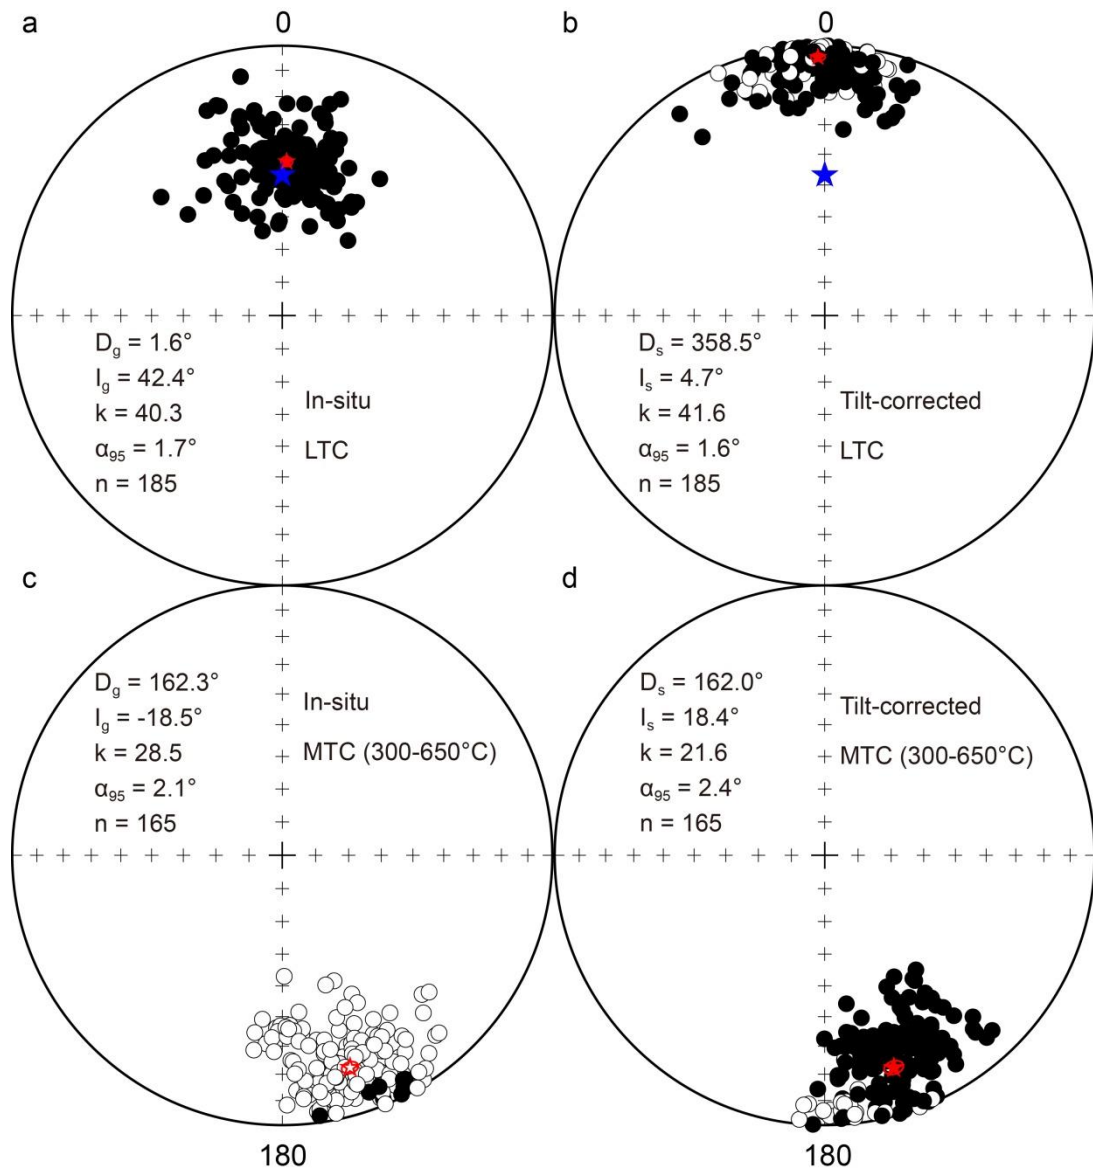 a
0
D_g = 1.6°
I_g = 42.4°
k = 40.3
α_95 = 1.7°
n = 185
In-situ
LTC
b
0
D_s = 358.5°
I_s = 4.7°
k = 41.6
α_95 = 1.6°
n = 185
Tilt-corrected
LTC
c
D_g = 162.3°
I_g = -18.5°
k = 28.5
α_95 = 2.1°
n = 165
In-situ
MTC (300-650°C)
180
d
D_s = 162.0°
I_s = 18.4°
k = 21.6
α_95 = 2.4°
n = 165
Tilt-corrected
MTC (300-650°C)
180